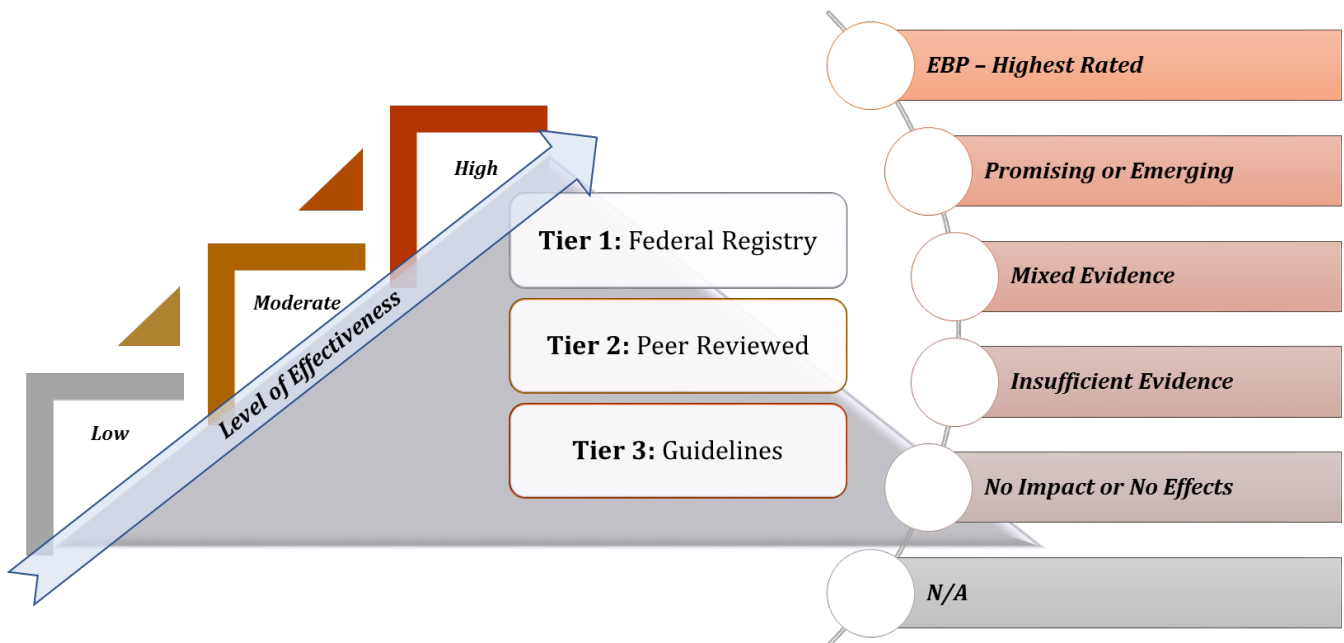 High
Moderate
Low
Level of Effectiveness
Tier 1: Federal Registry
Tier 2: Peer Reviewed
Tier 3: Guidelines
EBP – Highest Rated
Promising or Emerging
Mixed Evidence
Insufficient Evidence
No Impact or No Effects
N/A